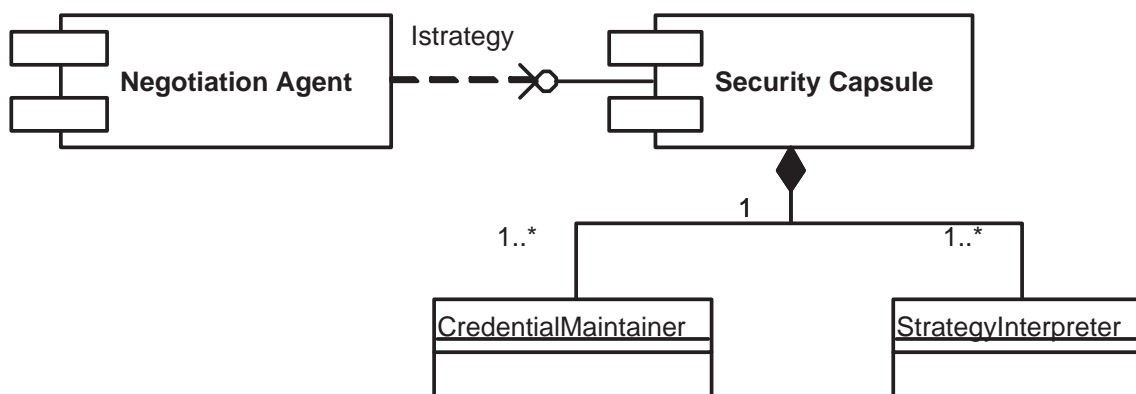 Istrategy
Negotiation Agent
Security Capsule
1
1..*
1..*
CredentialMaintainer
StrategyInterpreter